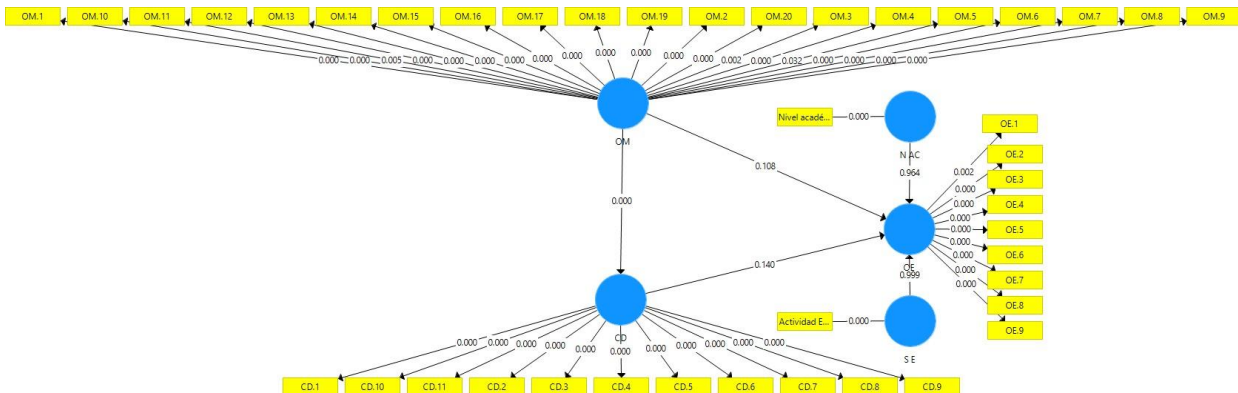 OM.1 OM.10 OM.11 OM.12 OM.13 OM.14 OM.15 OM.16 OM.17 OM.18 OM.19 OM.2 OM.20 OM.3 OM.4 OM.5 OM.6 OM.7 OM.8 OM.9
0.000 0.000 0.005 0.000 0.000 0.000 0.000 0.000 0.000 0.000 0.000 0.000 0.000 0.002 0.000 0.032 0.000 0.000 0.000 0.000
OM
Nivel acadé... 0.000
N AC
0.964
OE.1
OE.2
OE.3
OE.4
OE.5
OE.6
OE.7
OE.8
OE.9
0.002
0.000
0.000
0.000
0.000
0.000
0.000
0.000
0.000
0.108
0.000
0.140
OE
0.999
Actividad E... 0.000
S E
CD
0.000 0.000 0.000 0.000 0.000 0.000 0.000 0.000 0.000 0.000 0.000
CD.1 CD.10 CD.11 CD.2 CD.3 CD.4 CD.5 CD.6 CD.7 CD.8 CD.9